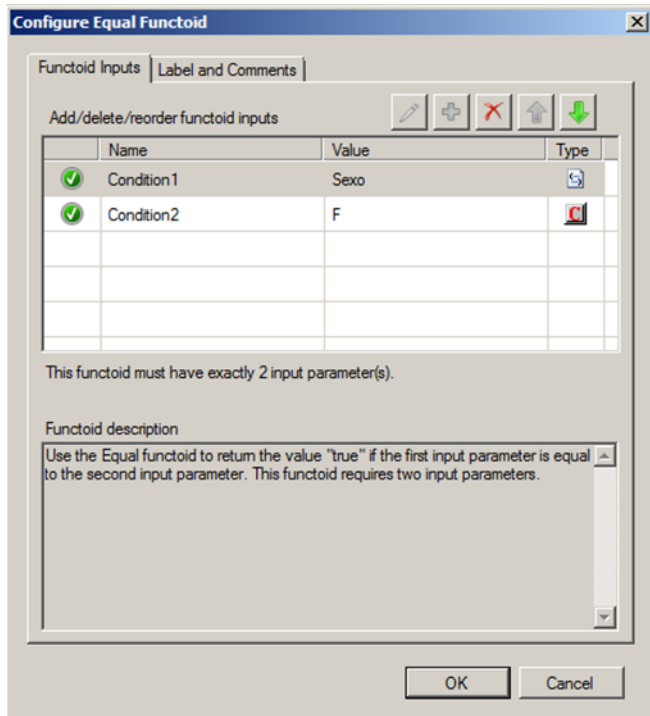 Configure Equal Functoid
Functoid Inputs Label and Comments
Add/delete/reorder functoid inputs
Name Value Type
Condition1 Sexo
Condition2 F C
This functoid must have exactly 2 input parameter(s).
Functoid description
Use the Equal functoid to return the value "true" if the first input parameter is equal
to the second input parameter. This functoid requires two input parameters.
OK Cancel